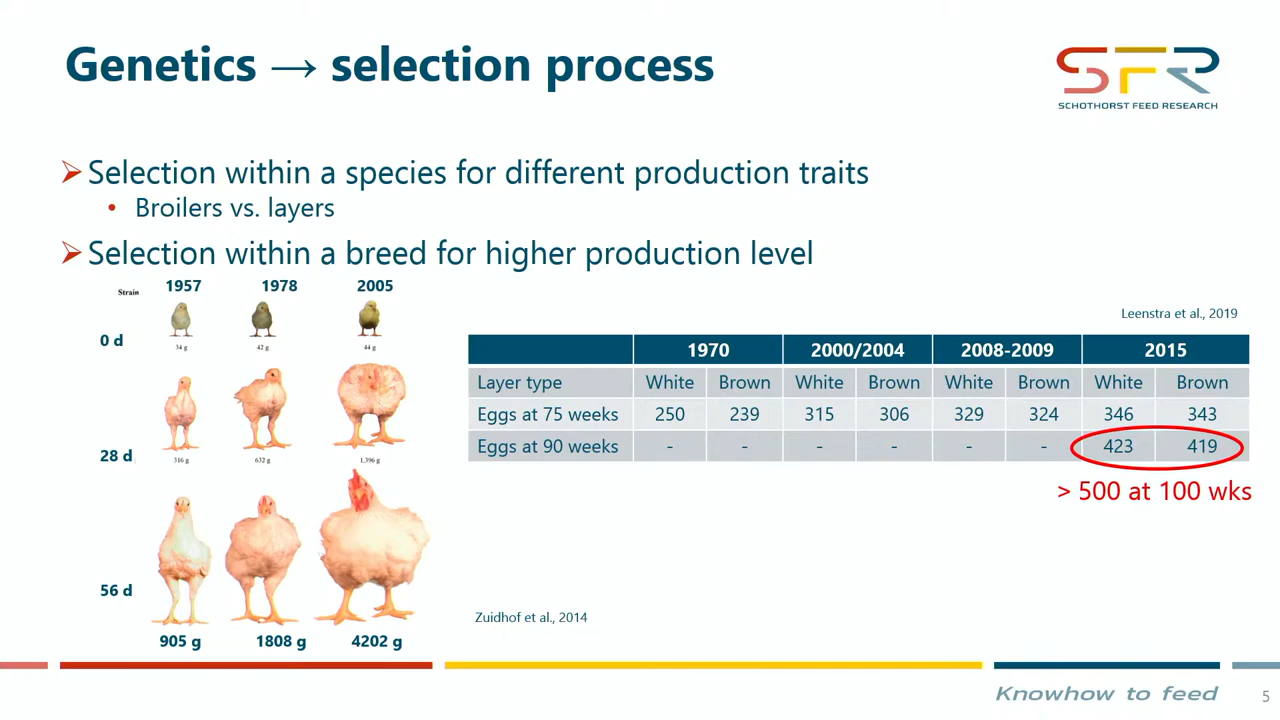 Genetics → selection process
SFR
SCHOTHORST FEED RESEARCH
Selection within a species for different production traits
Broilers vs. layers
Selection within a breed for higher production level
Strain 1957 1978 2005
0 d
34 g 42 g 44 g
28 d
316 g 632 g 1,396 g
56 d
905 g 1808 g 4202 g
Zuidhof et al., 2014
Leenstra et al., 2019
1970 2000/2004 2008-2009 2015
Layer type White Brown White Brown White Brown White Brown
Eggs at 75 weeks 250 239 315 306 329 324 346 343
Eggs at 90 weeks - - - - - - 423 419
> 500 at 100 wks
Knowhow to feed
5